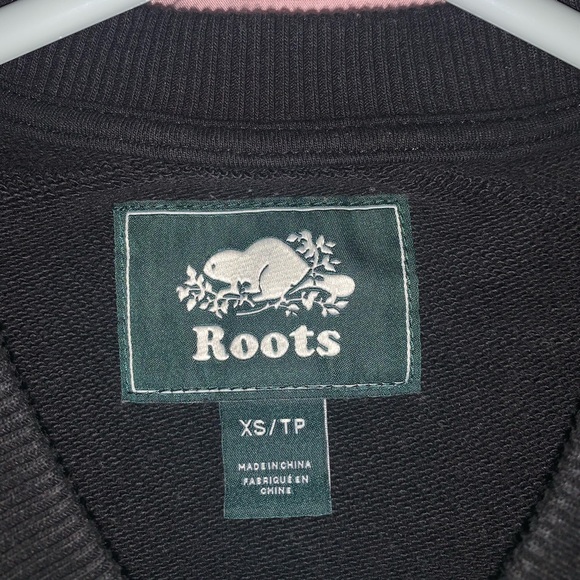 Roots
XS/TP
MADE IN CHINA
FABRIQUÉ EN
CHINE